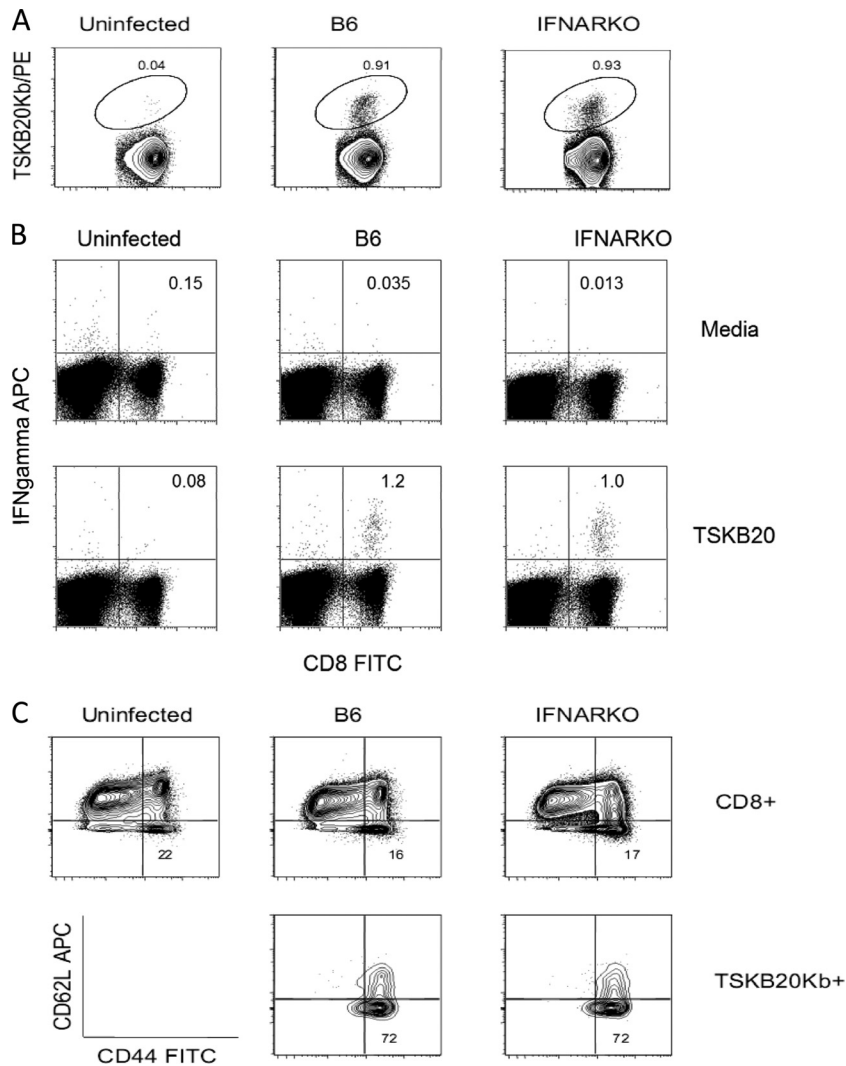 A
Uninfected B6 IFNARKO
TSKB20Kb/PE
0.04 0.91 0.93
B
Uninfected B6 IFNARKO
IFNgamma APC
0.15 0.035 0.013
Media
0.08 1.2 1.0
TSKB20
CD8 FITC
C
Uninfected B6 IFNARKO
CD8+
22 16 17
CD62L APC
TSKB20Kb+
72 72
CD44 FITC